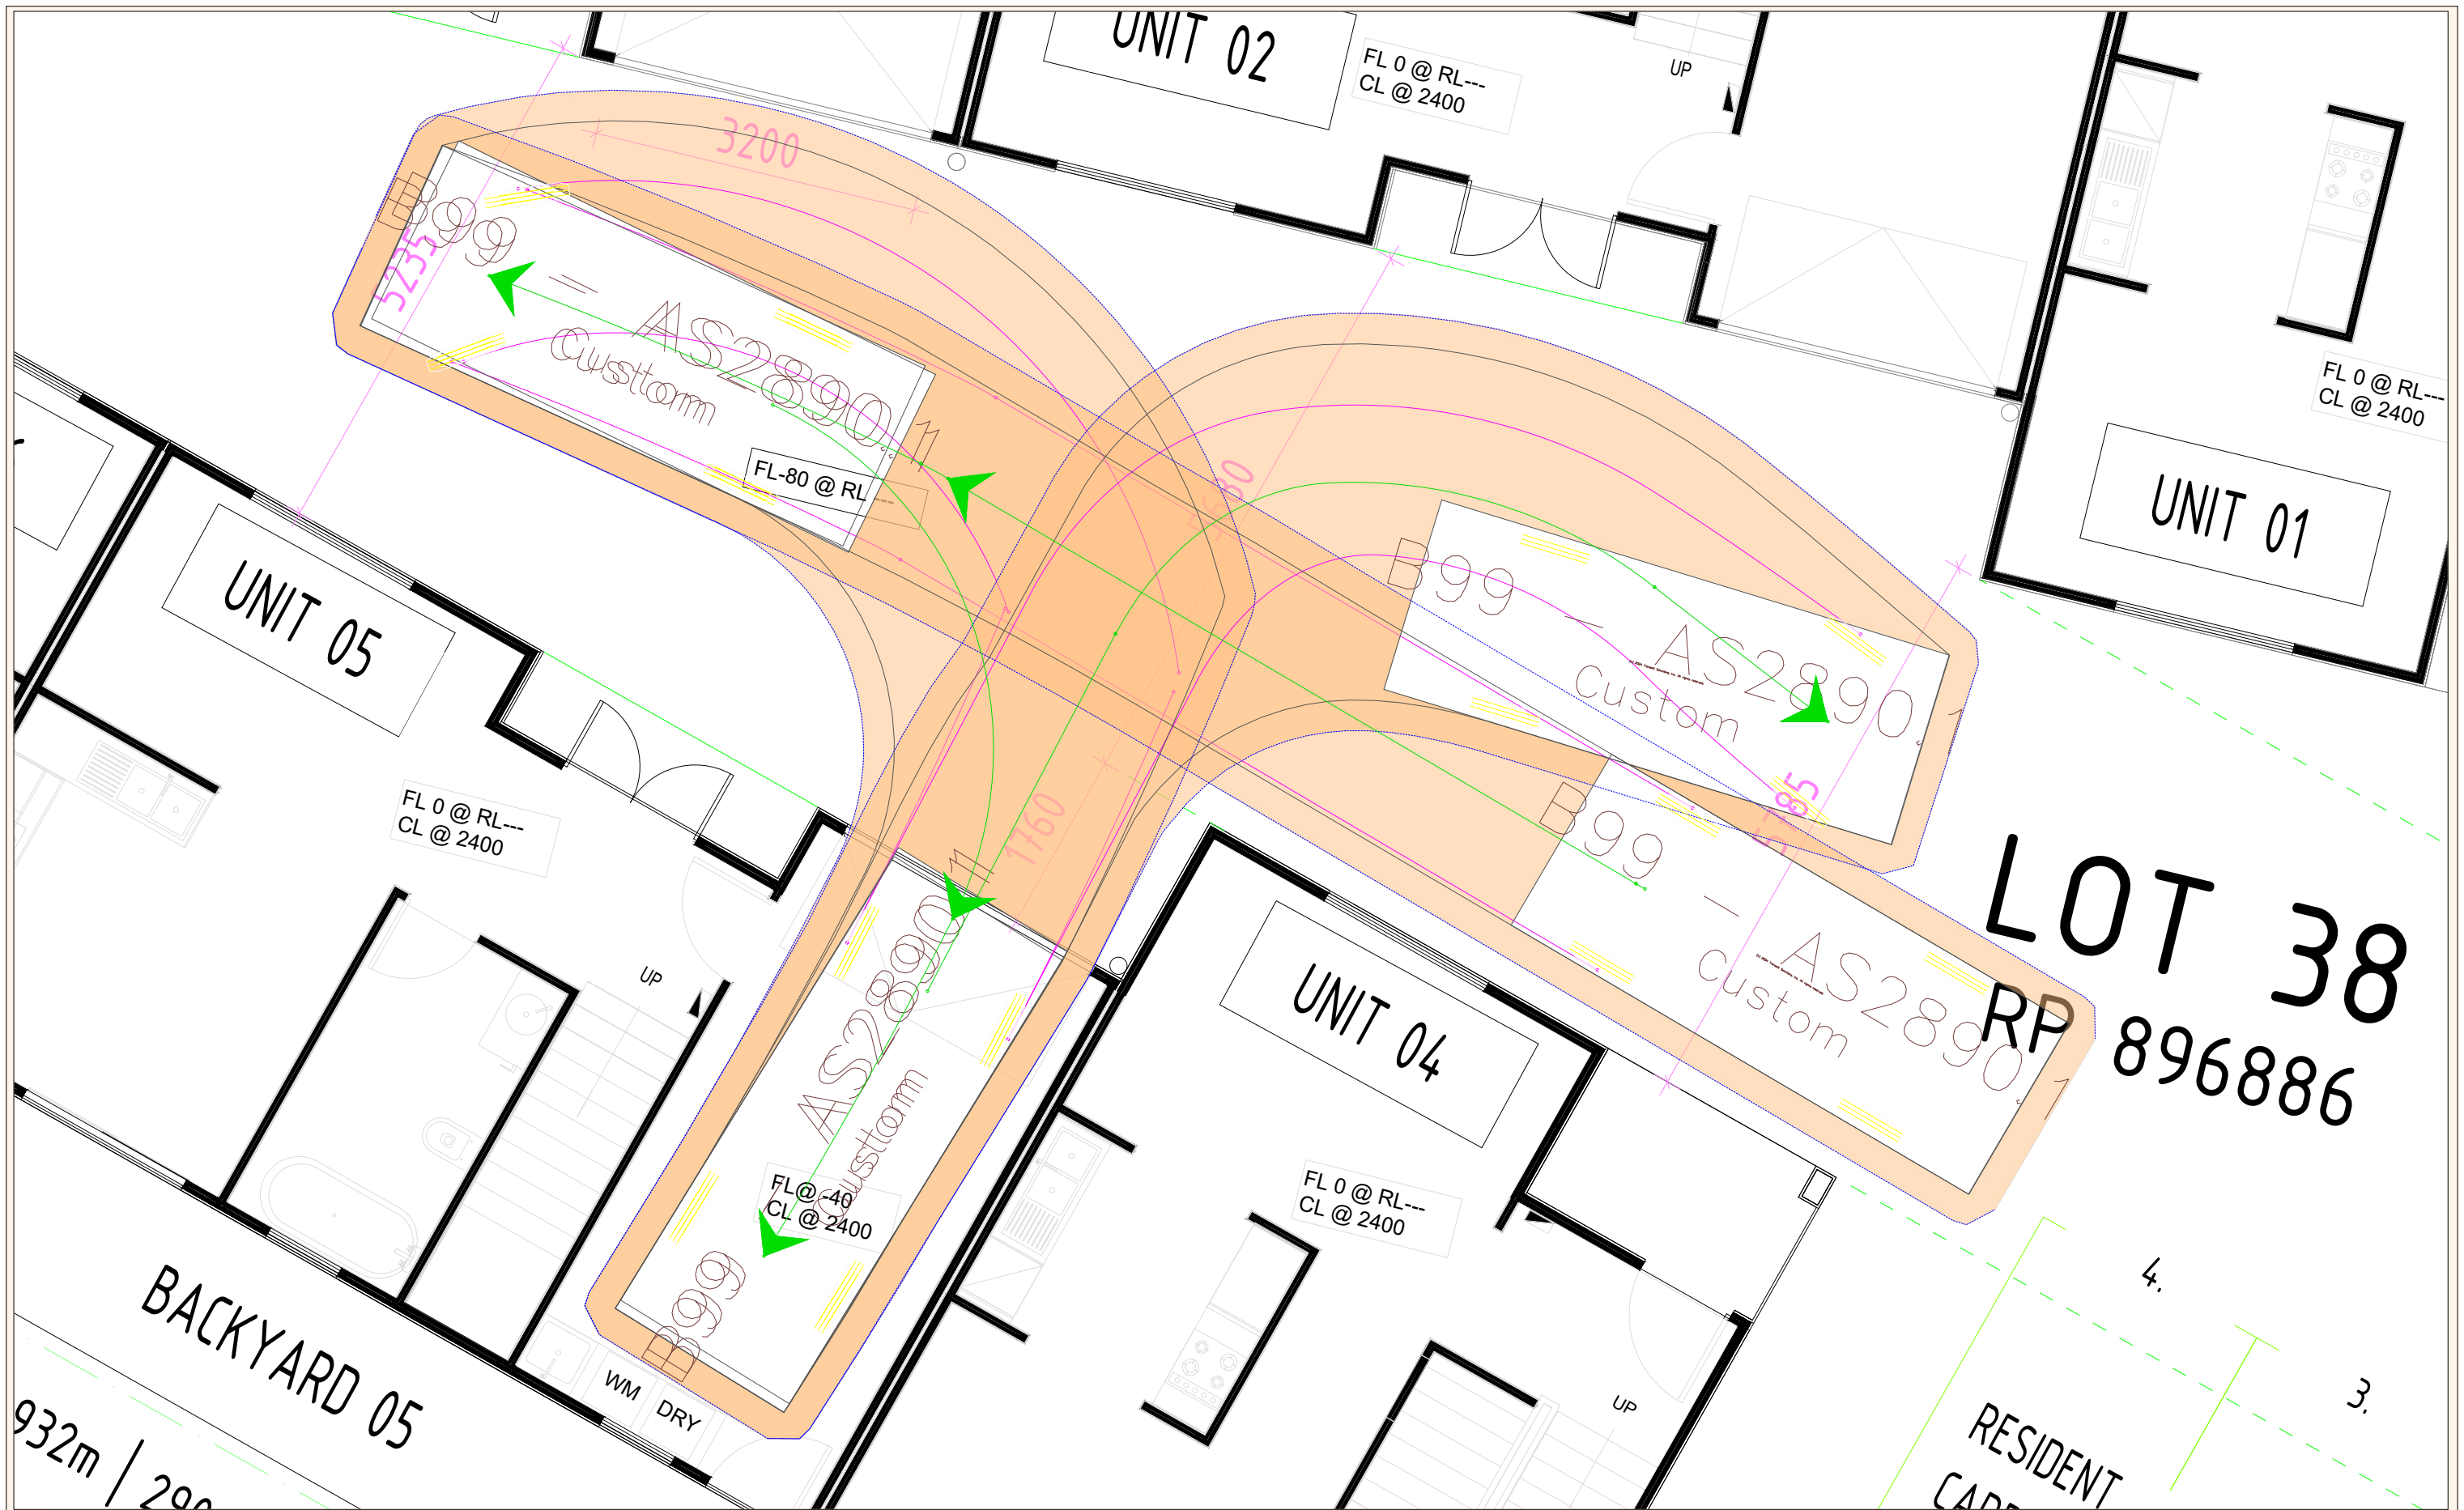 UNIT 02
FL 0 @ RL---
CL @ 2400
UP
3200
5235
B99 - AS2890
Custom
FL-80 @ RL
FL 0 @ RL---
CL @ 2400
UNIT 01
UNIT 05
B99 - AS2890
Custom
5785
B99 - AS2890
Custom
LOT 38
RP 896886
1760
FL 0 @ RL---
CL @ 2400
UP
AS2890
Custom
B99
FL@ -40
CL @ 2400
UNIT 04
FL 0 @ RL---
CL @ 2400
BACKYARD 05
WM
DRY
UP
4.
3.
RESIDENT